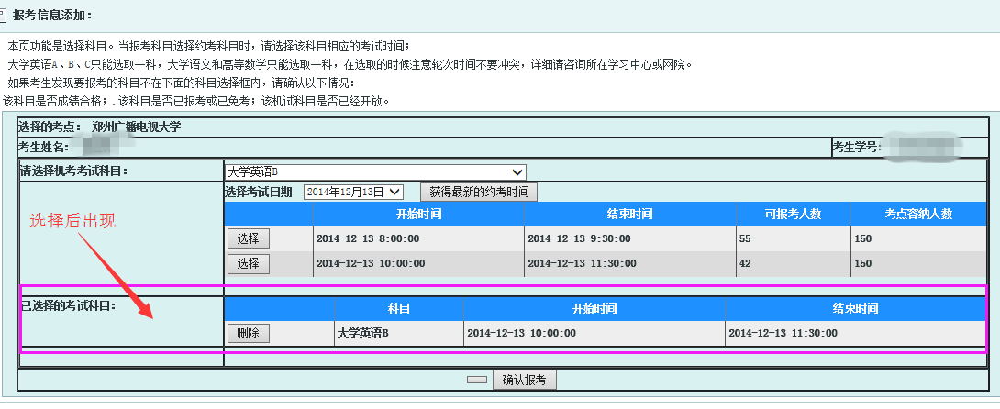 报考信息添加：
本页功能是选择科目。当报考科目选择约考科目时，请选择该科目相应的考试时间；
大学英语A、B、C只能选取一科，大学语文和高等数学只能选取一科，在选取的时候注意轮次时间不要冲突，详细请咨询所在学习中心或网院。
如果考生发现要报考的科目不在下面的科目选择框内，请确认以下情况：
该科目是否成绩合格；.该科目是否已报考或已免考；该机试科目是否已经开放。
选择的考点： 郑州广播电视大学
考生姓名： 考生学号：
请选择机考考试科目： 大学英语B
选择考试日期 2014年12月13日 获得最新的约考时间
开始时间 结束时间 可报考人数 考点容纳人数
选择 2014-12-13 8:00:00 2014-12-13 9:30:00 55 150
选择 2014-12-13 10:00:00 2014-12-13 11:30:00 42 150
选择后出现
已选择的考试科目： 科目 开始时间 结束时间
删除 大学英语B 2014-12-13 10:00:00 2014-12-13 11:30:00
确认报考